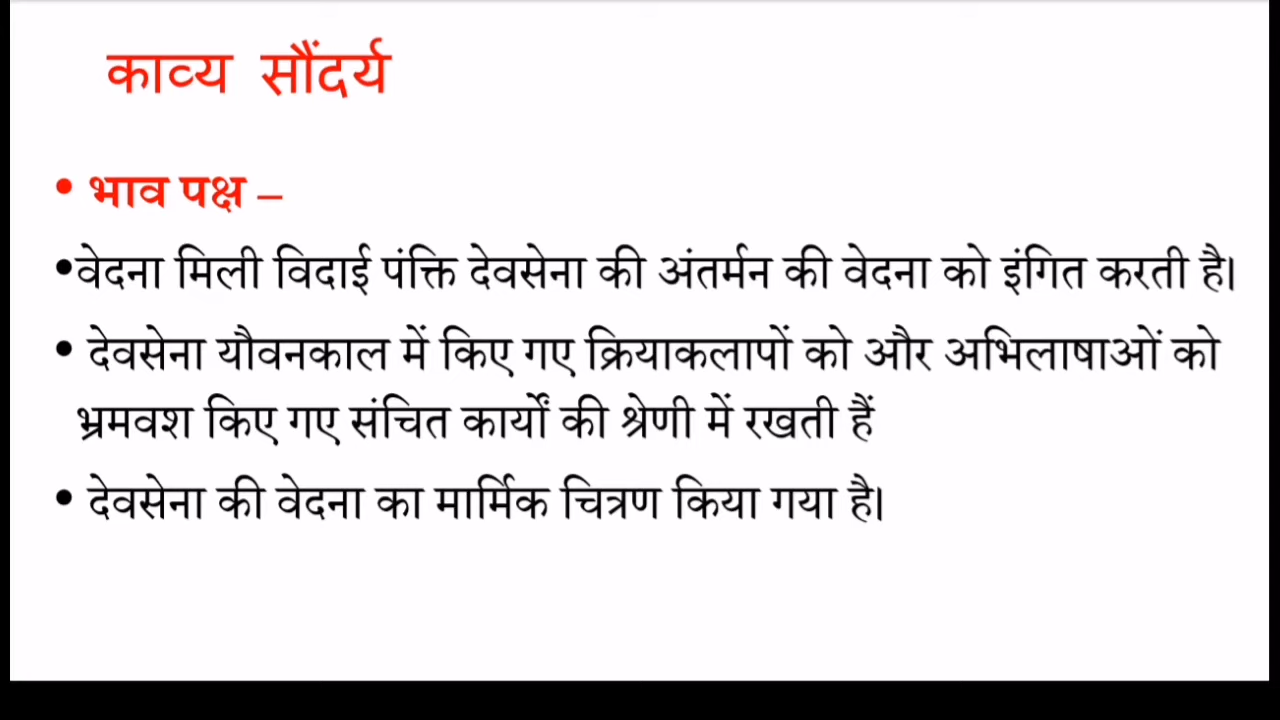 काव्य सौंदर्य
• भाव पक्ष –
•वेदना मिली विदाई पंक्ति देवसेना की अंतर्मन की वेदना को इंगित करती है।
• देवसेना यौवनकाल में किए गए क्रियाकलापों को और अभिलाषाओं को
भ्रमवश किए गए संचित कार्यों की श्रेणी में रखती हैं
• देवसेना की वेदना का मार्मिक चित्रण किया गया है।